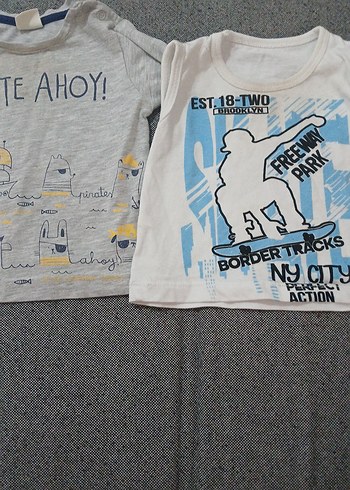 TE AHOY!
pirates
ahoy
EST. 18-TWO
BROOKLYN
FREEWAY
PARK
BORDER TRACKS
NY CITY
PERFECT
ACTION